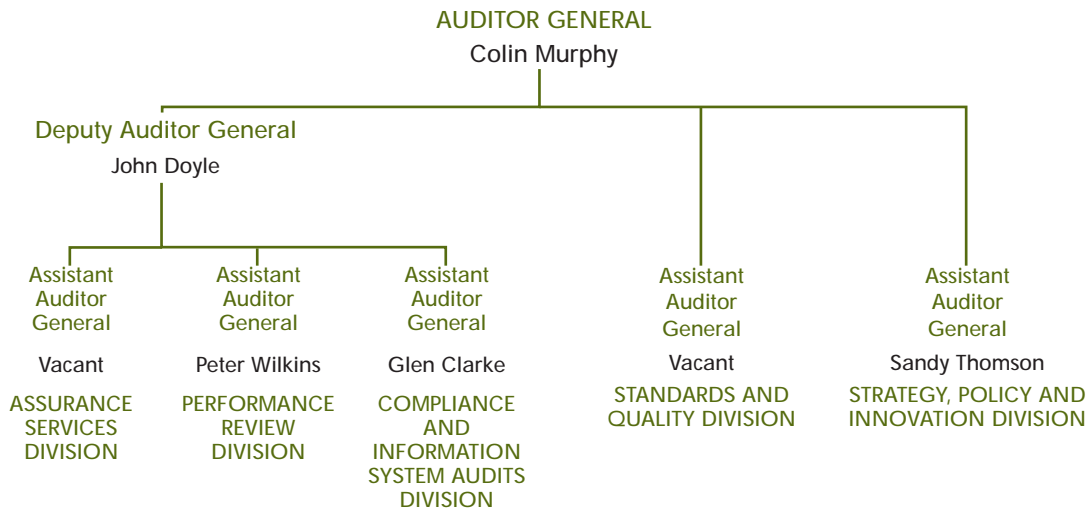 AUDITOR GENERAL
Colin Murphy
Deputy Auditor General
John Doyle
Assistant
Auditor
General
Vacant
ASSURANCE
SERVICES
DIVISION
Assistant
Auditor
General
Peter Wilkins
PERFORMANCE
REVIEW
DIVISION
Assistant
Auditor
General
Glen Clarke
COMPLIANCE
AND
INFORMATION
SYSTEM AUDITS
DIVISION
Assistant
Auditor
General
Vacant
STANDARDS AND
QUALITY DIVISION
Assistant
Auditor
General
Sandy Thomson
STRATEGY, POLICY AND
INNOVATION DIVISION